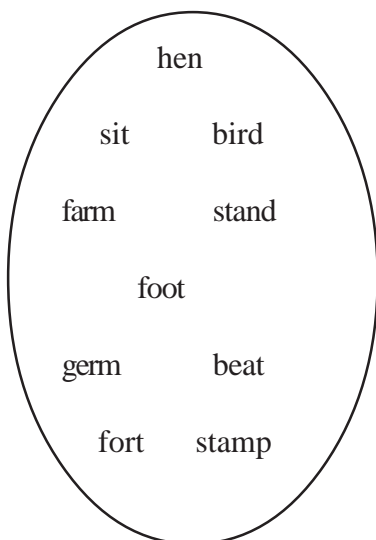 hen
sit bird
farm stand
foot
germ beat
fort stamp